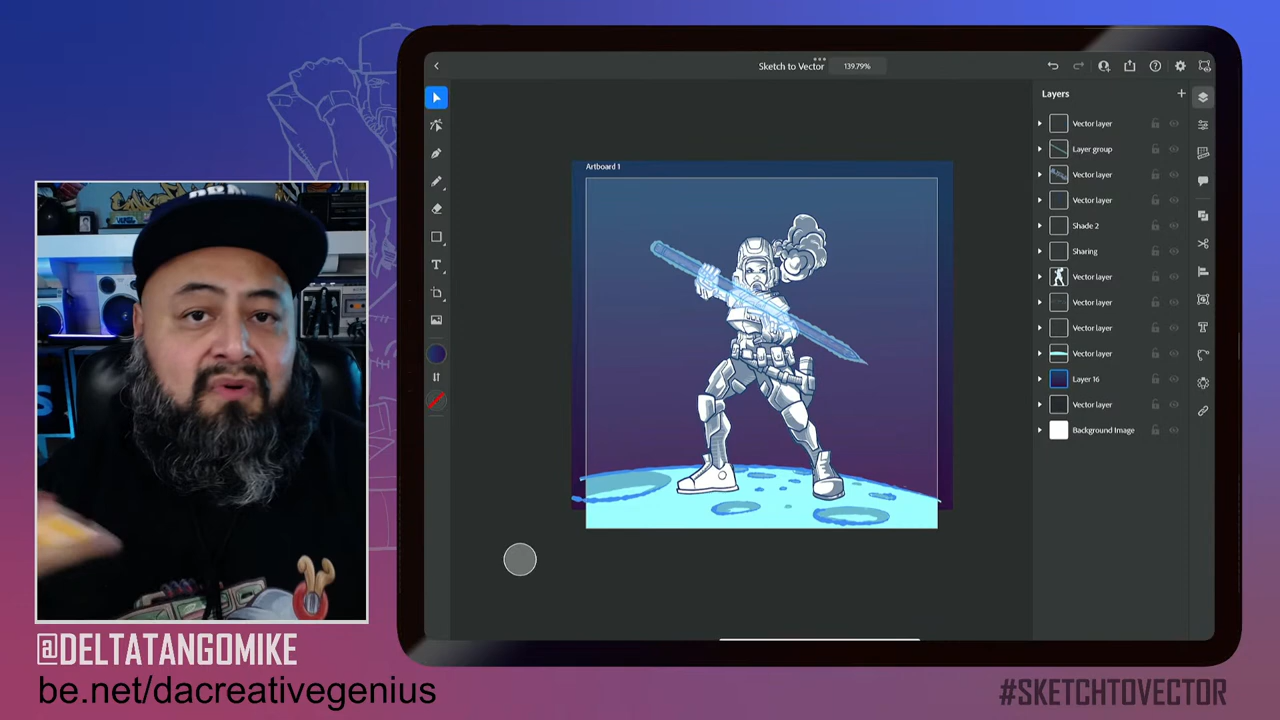 Sketch to Vector
139.79%
Layers
Vector layer
Layer group
Vector layer
Vector layer
Shade 2
Sharing
Vector layer
Vector layer
Vector layer
Vector layer
Layer 16
Vector layer
Background Image
Artboard 1
@DELTATANGOMIKE
be.net/dacreativegenius
#SKETCHTOVECTOR